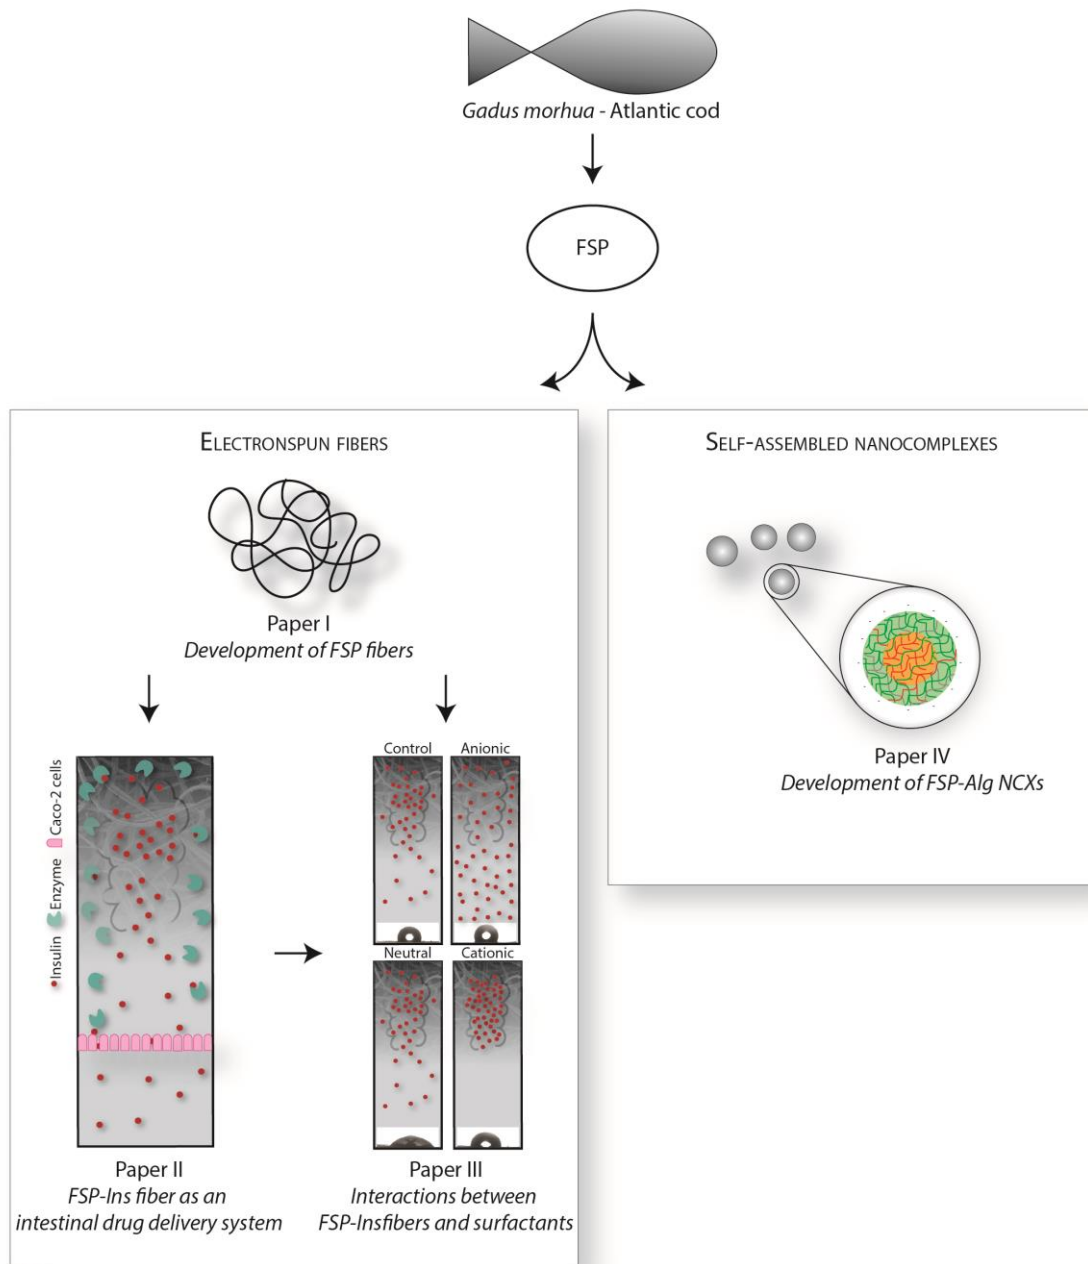 Gadus morhua - Atlantic cod
FSP
ELECTRONSPUN FIBERS
Paper I
Development of FSP fibers
Insulin Enzyme Caco-2 cells
Paper II
FSP-Ins fiber as an
intestinal drug delivery system
Control
Anionic
Neutral
Cationic
Paper III
Interactions between
FSP-Insfibers and surfactants
SELF-ASSEMBLED NANOCOMPLEXES
Paper IV
Development of FSP-Alg NCXs